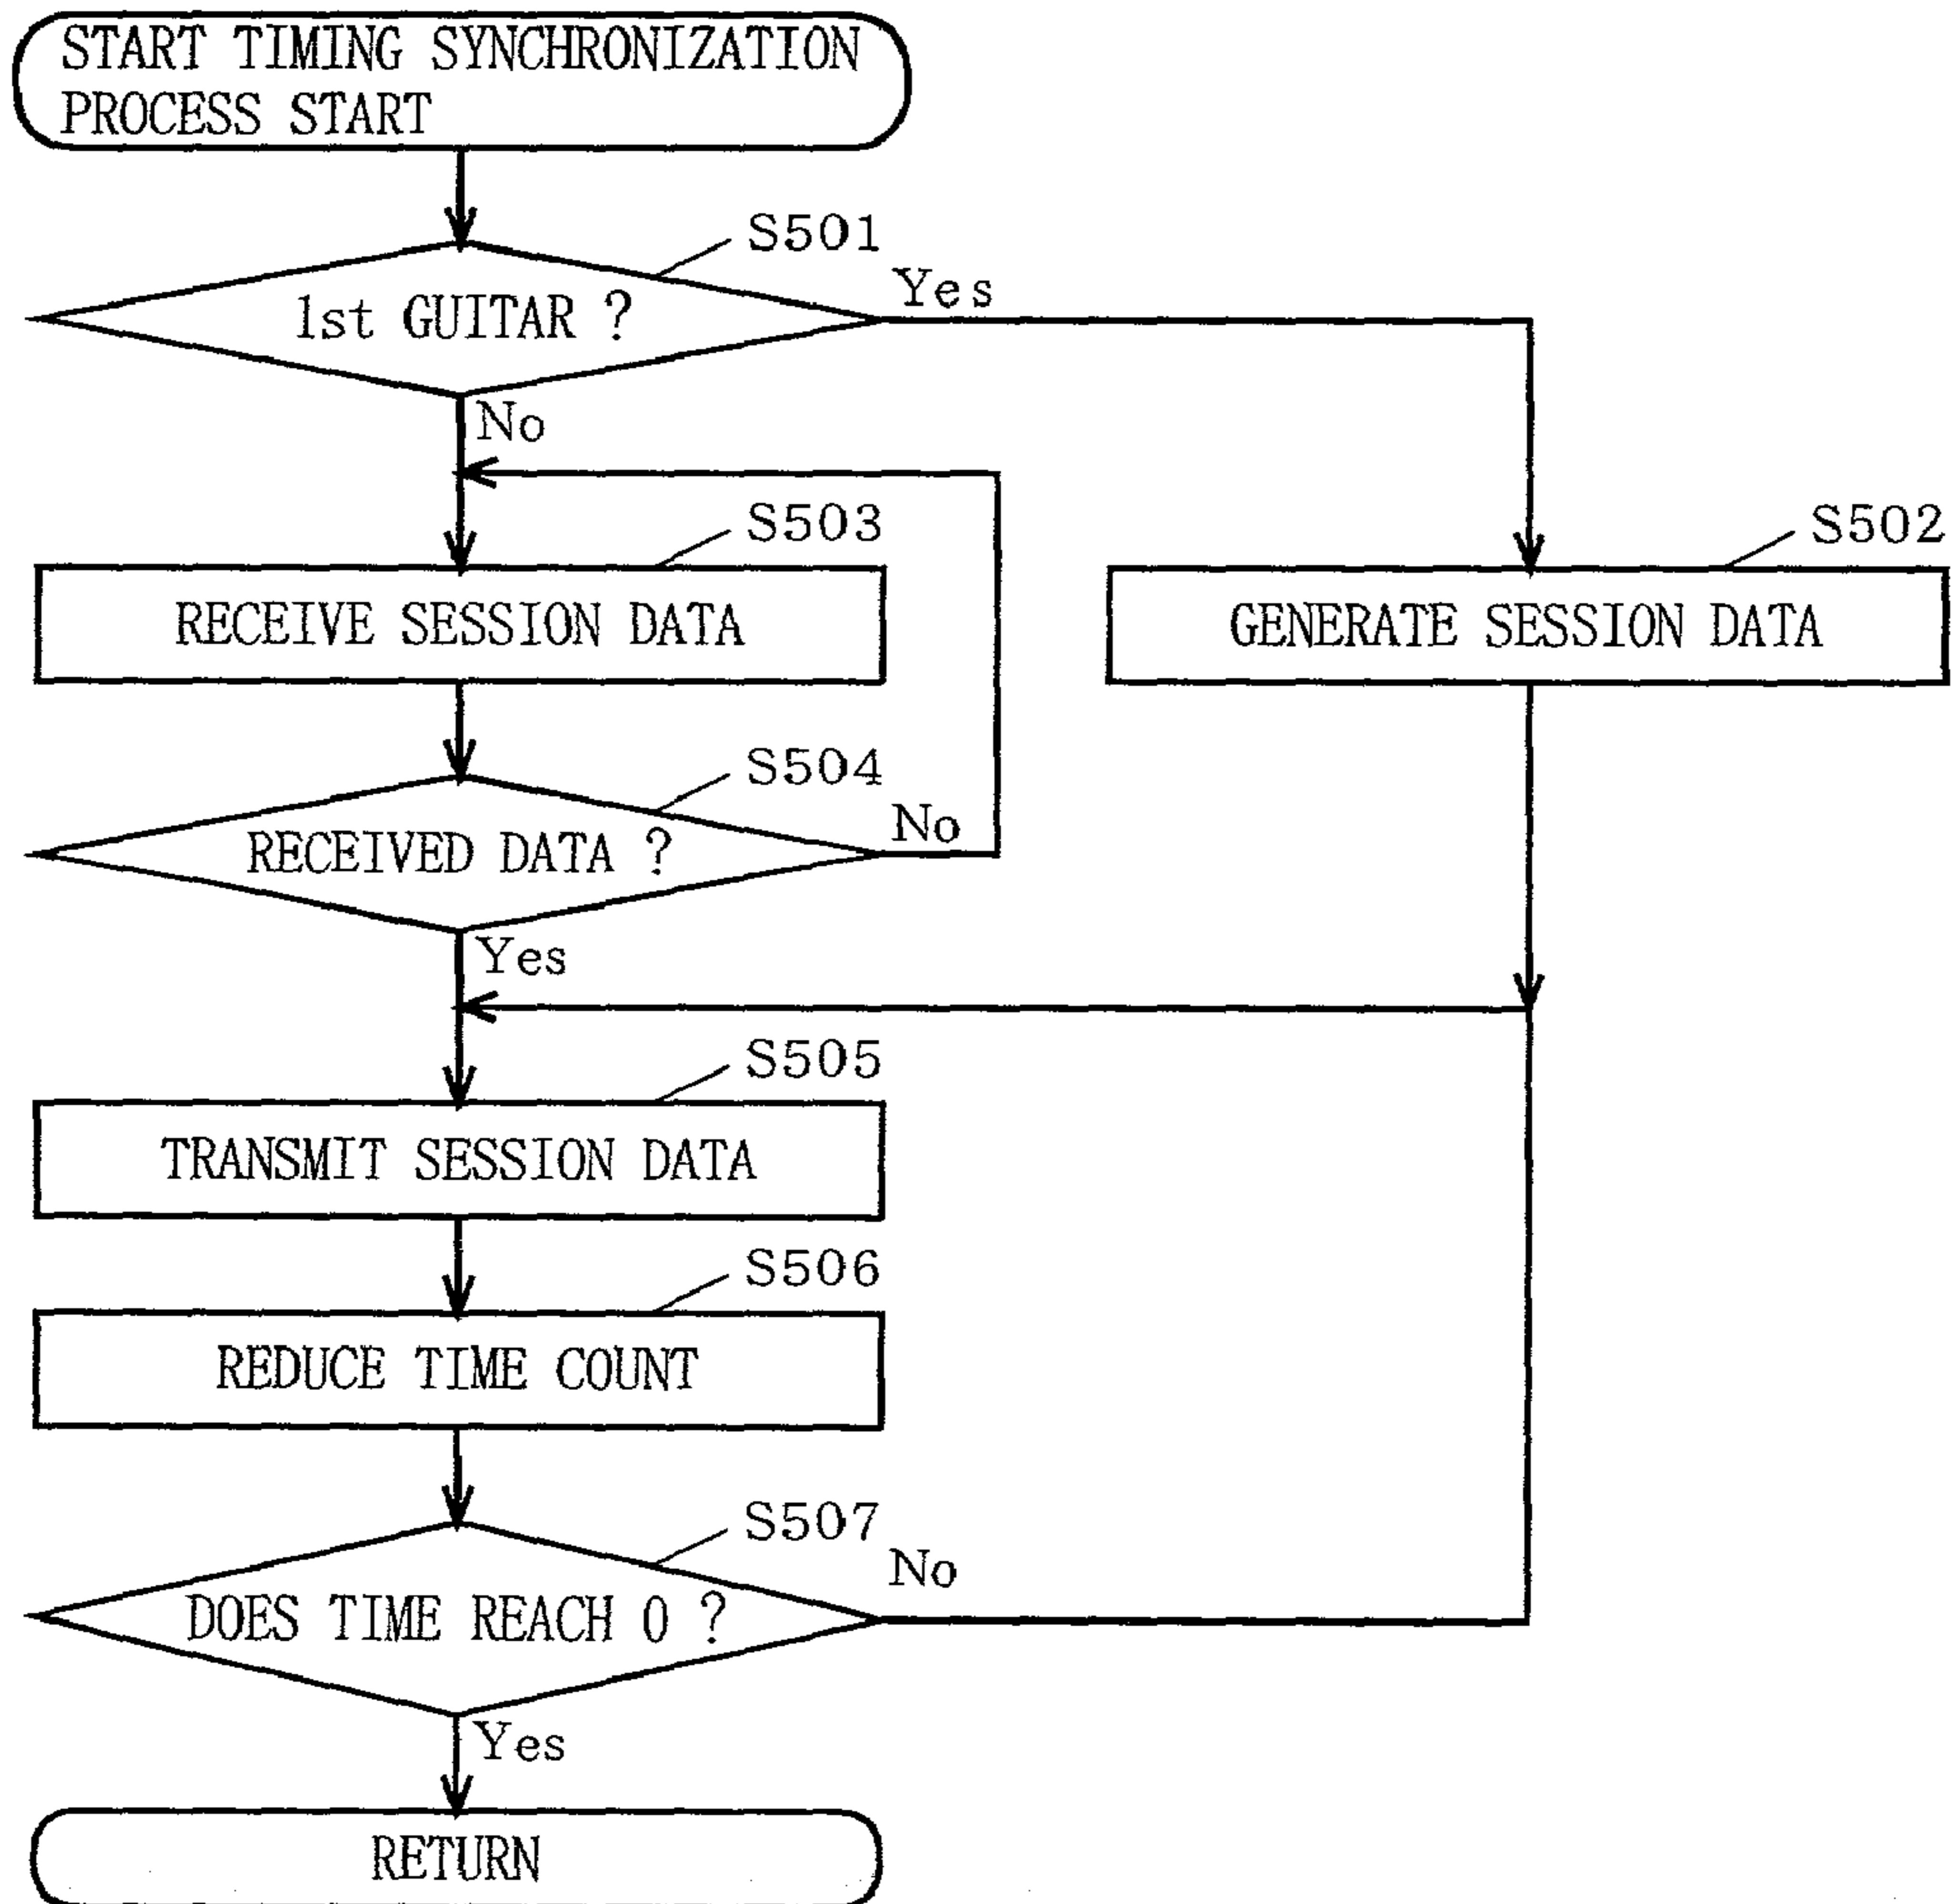 START TIMING SYNCHRONIZATION
PROCESS START
S501
1st GUITAR ?
Yes
No
S503
S502
RECEIVE SESSION DATA
GENERATE SESSION DATA
S504
RECEIVED DATA ?
No
Yes
S505
TRANSMIT SESSION DATA
S506
REDUCE TIME COUNT
S507
No
DOES TIME REACH 0 ?
Yes
RETURN